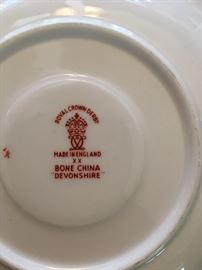 ROYAL CROWN DERBY
MADE IN ENGLAND
XX
BONE CHINA
"DEVONSHIRE"